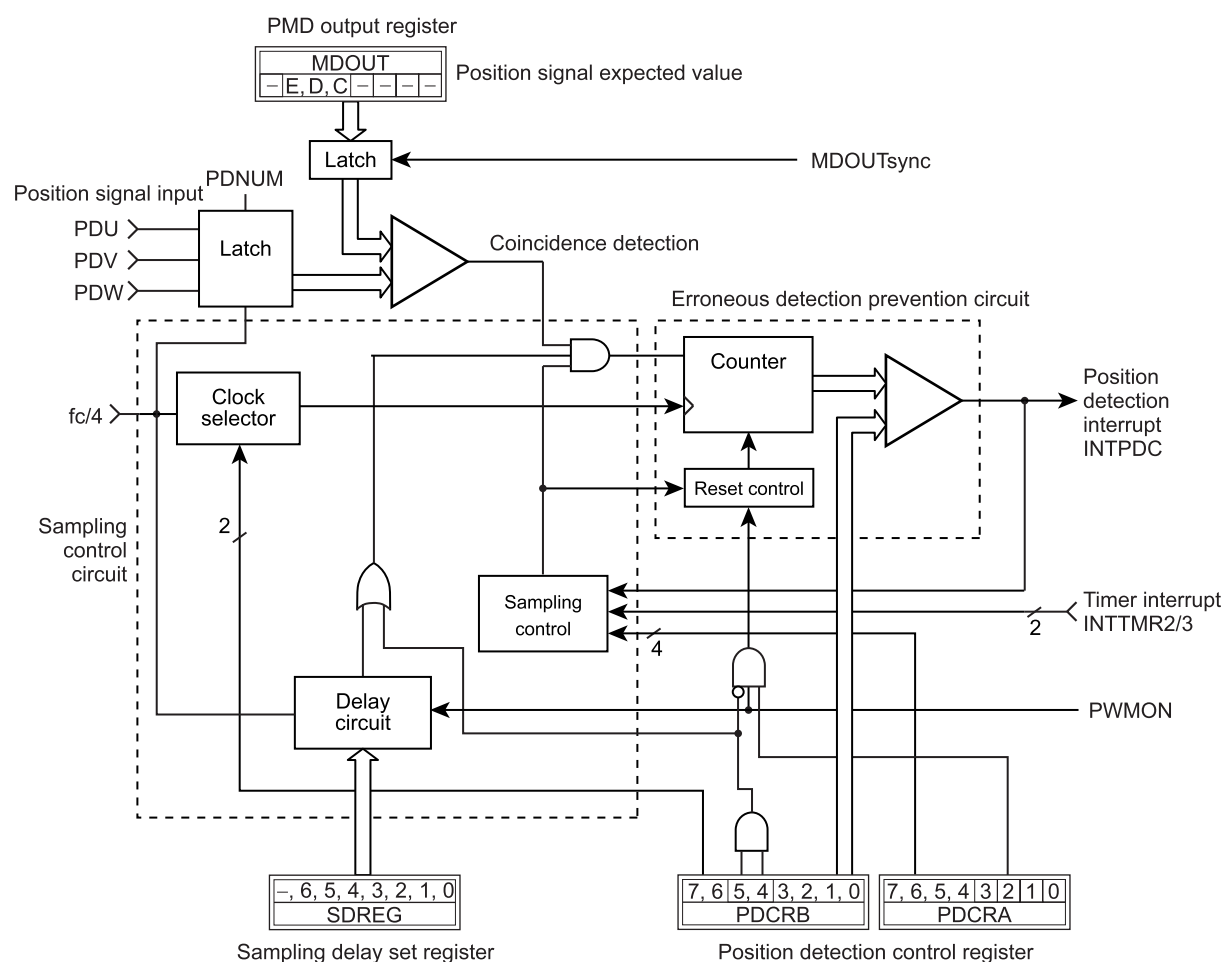 PMD output register
MDOUT
– E, D, C – – – –
Position signal expected value
Latch
MDOUTsync
PDNUM
Position signal input
PDU
PDV
PDW
Latch
Coincidence detection
Erroneous detection prevention circuit
Counter
Clock
selector
fc/4
Position
detection
interrupt
INTPDC
Reset control
2
Sampling
control
circuit
Sampling
control
Timer interrupt
INTTMR2/3
2
4
Delay
circuit
PWMON
–, 6, 5, 4, 3, 2, 1, 0
SDREG
7, 6 5, 4 3, 2, 1, 0
PDCRB
7, 6, 5, 4 3 2 1 0
PDCRA
Sampling delay set register
Position detection control register